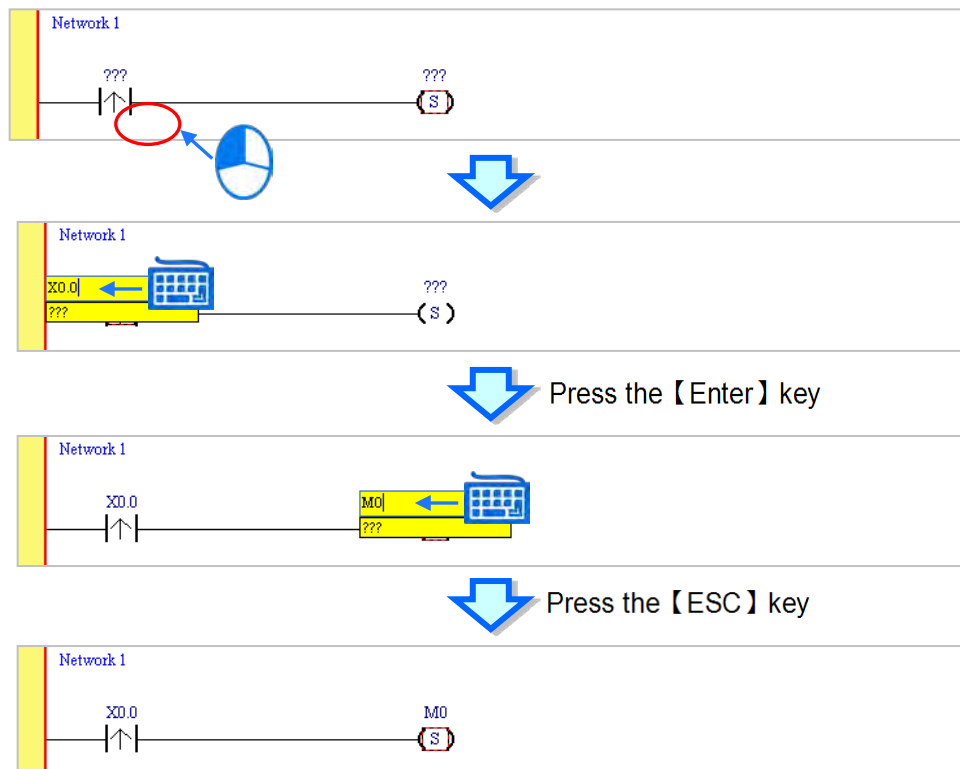 Network 1
??? ???
S
Network 1
X0.0
???
???
S
Press the【Enter】key
Network 1
X0.0
M0
???
Press the【ESC】key
Network 1
X0.0 M0
S